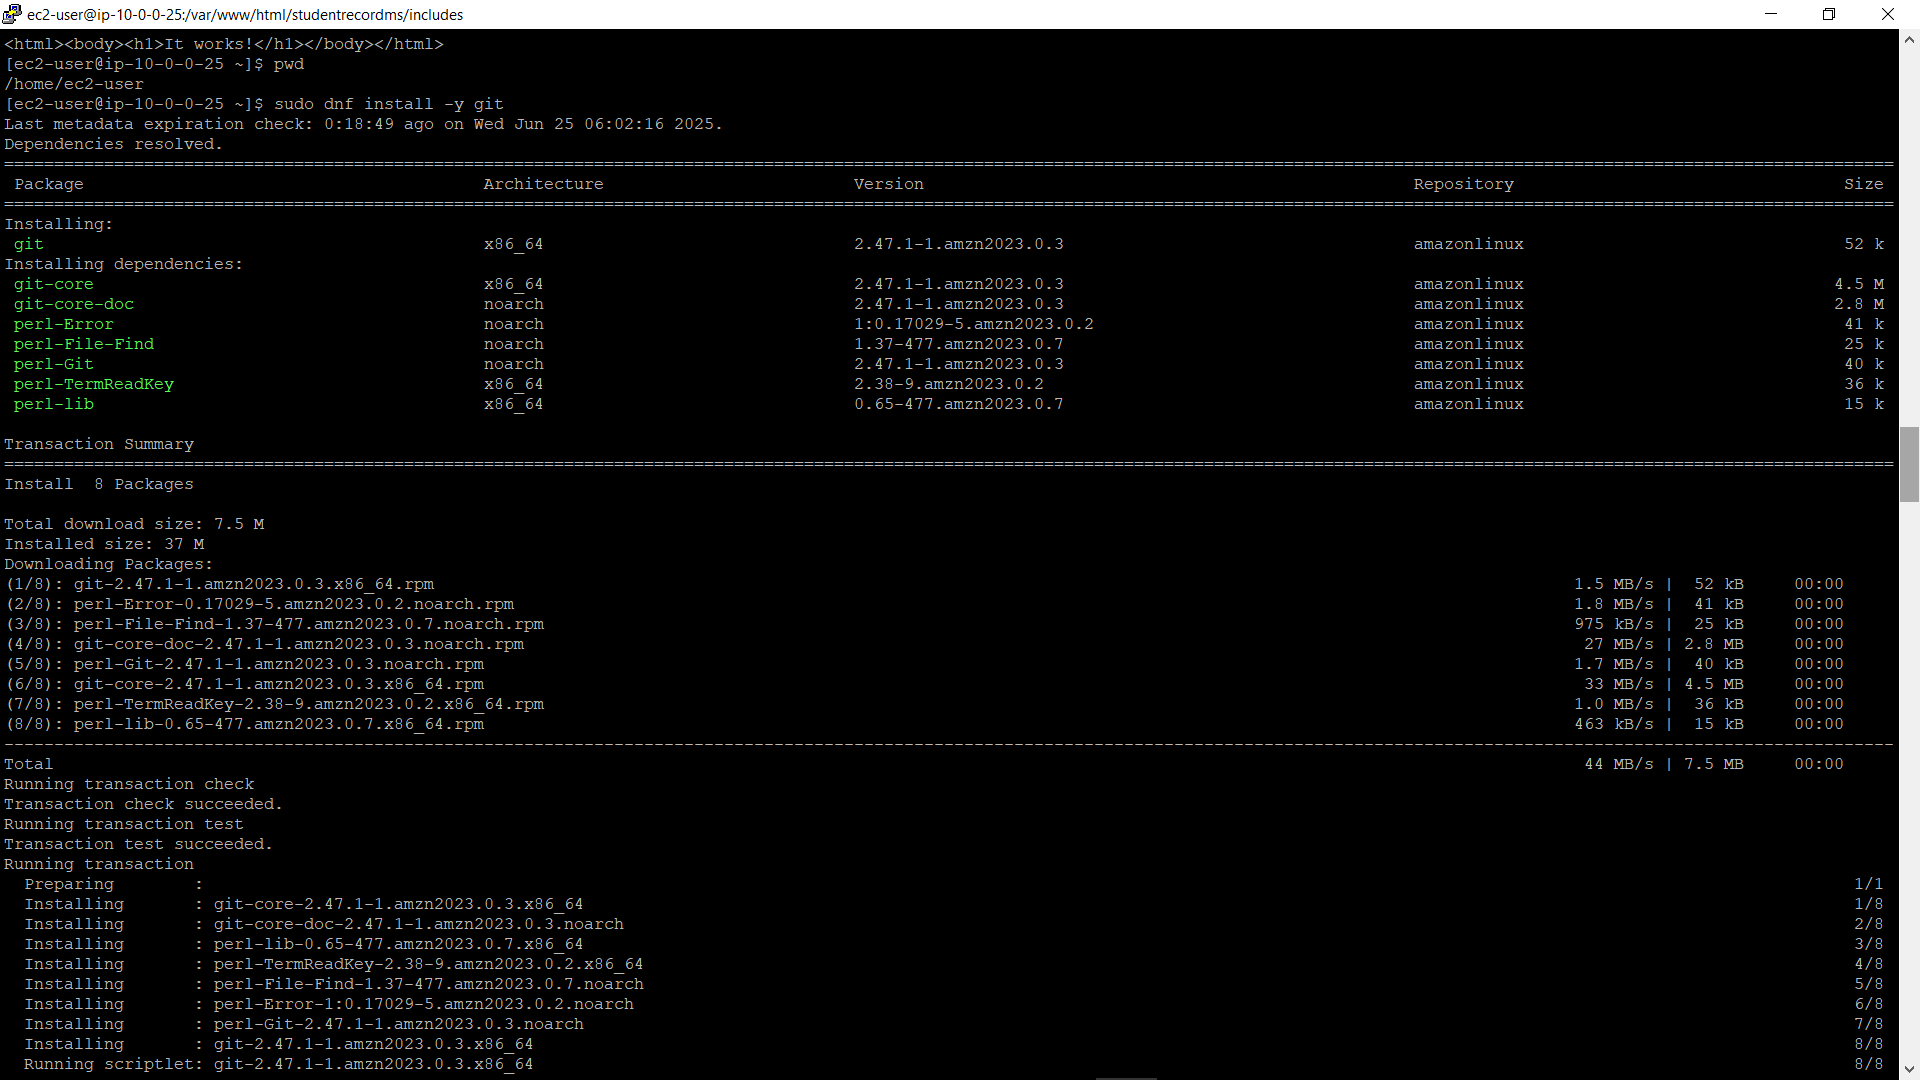 ec2-user@ip-10-0-0-25:/var/www/html/studentrecordms/includes
<html><body><h1>It works!</h1></body></html>
[ec2-user@ip-10-0-0-25 ~]$ pwd
/home/ec2-user
[ec2-user@ip-10-0-0-25 ~]$ sudo dnf install -y git
Last metadata expiration check: 0:18:49 ago on Wed Jun 25 06:02:16 2025.
Dependencies resolved.
Package Architecture Version Repository Size
Installing:
git x86_64 2.47.1-1.amzn2023.0.3 amazonlinux 52 k
Installing dependencies:
git-core x86_64 2.47.1-1.amzn2023.0.3 amazonlinux 4.5 M
git-core-doc noarch 2.47.1-1.amzn2023.0.3 amazonlinux 2.8 M
perl-Error noarch 1:0.17029-5.amzn2023.0.2 amazonlinux 41 k
perl-File-Find noarch 1.37-477.amzn2023.0.7 amazonlinux 25 k
perl-Git noarch 2.47.1-1.amzn2023.0.3 amazonlinux 40 k
perl-TermReadKey x86_64 2.38-9.amzn2023.0.2 amazonlinux 36 k
perl-lib x86_64 0.65-477.amzn2023.0.7 amazonlinux 15 k
Transaction Summary
Install 8 Packages
Total download size: 7.5 M
Installed size: 37 M
Downloading Packages:
(1/8): git-2.47.1-1.amzn2023.0.3.x86_64.rpm 1.5 MB/s | 52 kB 00:00
(2/8): perl-Error-0.17029-5.amzn2023.0.2.noarch.rpm 1.8 MB/s | 41 kB 00:00
(3/8): perl-File-Find-1.37-477.amzn2023.0.7.noarch.rpm 975 kB/s | 25 kB 00:00
(4/8): git-core-doc-2.47.1-1.amzn2023.0.3.noarch.rpm 27 MB/s | 2.8 MB 00:00
(5/8): perl-Git-2.47.1-1.amzn2023.0.3.noarch.rpm 1.7 MB/s | 40 kB 00:00
(6/8): git-core-2.47.1-1.amzn2023.0.3.x86_64.rpm 33 MB/s | 4.5 MB 00:00
(7/8): perl-TermReadKey-2.38-9.amzn2023.0.2.x86_64.rpm 1.0 MB/s | 36 kB 00:00
(8/8): perl-lib-0.65-477.amzn2023.0.7.x86_64.rpm 463 kB/s | 15 kB 00:00
Total 44 MB/s | 7.5 MB 00:00
Running transaction check
Transaction check succeeded.
Running transaction test
Transaction test succeeded.
Running transaction
Preparing : 1/1
Installing : git-core-2.47.1-1.amzn2023.0.3.x86_64 1/8
Installing : git-core-doc-2.47.1-1.amzn2023.0.3.noarch 2/8
Installing : perl-lib-0.65-477.amzn2023.0.7.x86_64 3/8
Installing : perl-TermReadKey-2.38-9.amzn2023.0.2.x86_64 4/8
Installing : perl-File-Find-1.37-477.amzn2023.0.7.noarch 5/8
Installing : perl-Error-1:0.17029-5.amzn2023.0.2.noarch 6/8
Installing : perl-Git-2.47.1-1.amzn2023.0.3.noarch 7/8
Installing : git-2.47.1-1.amzn2023.0.3.x86_64 8/8
Running scriptlet: git-2.47.1-1.amzn2023.0.3.x86_64 8/8